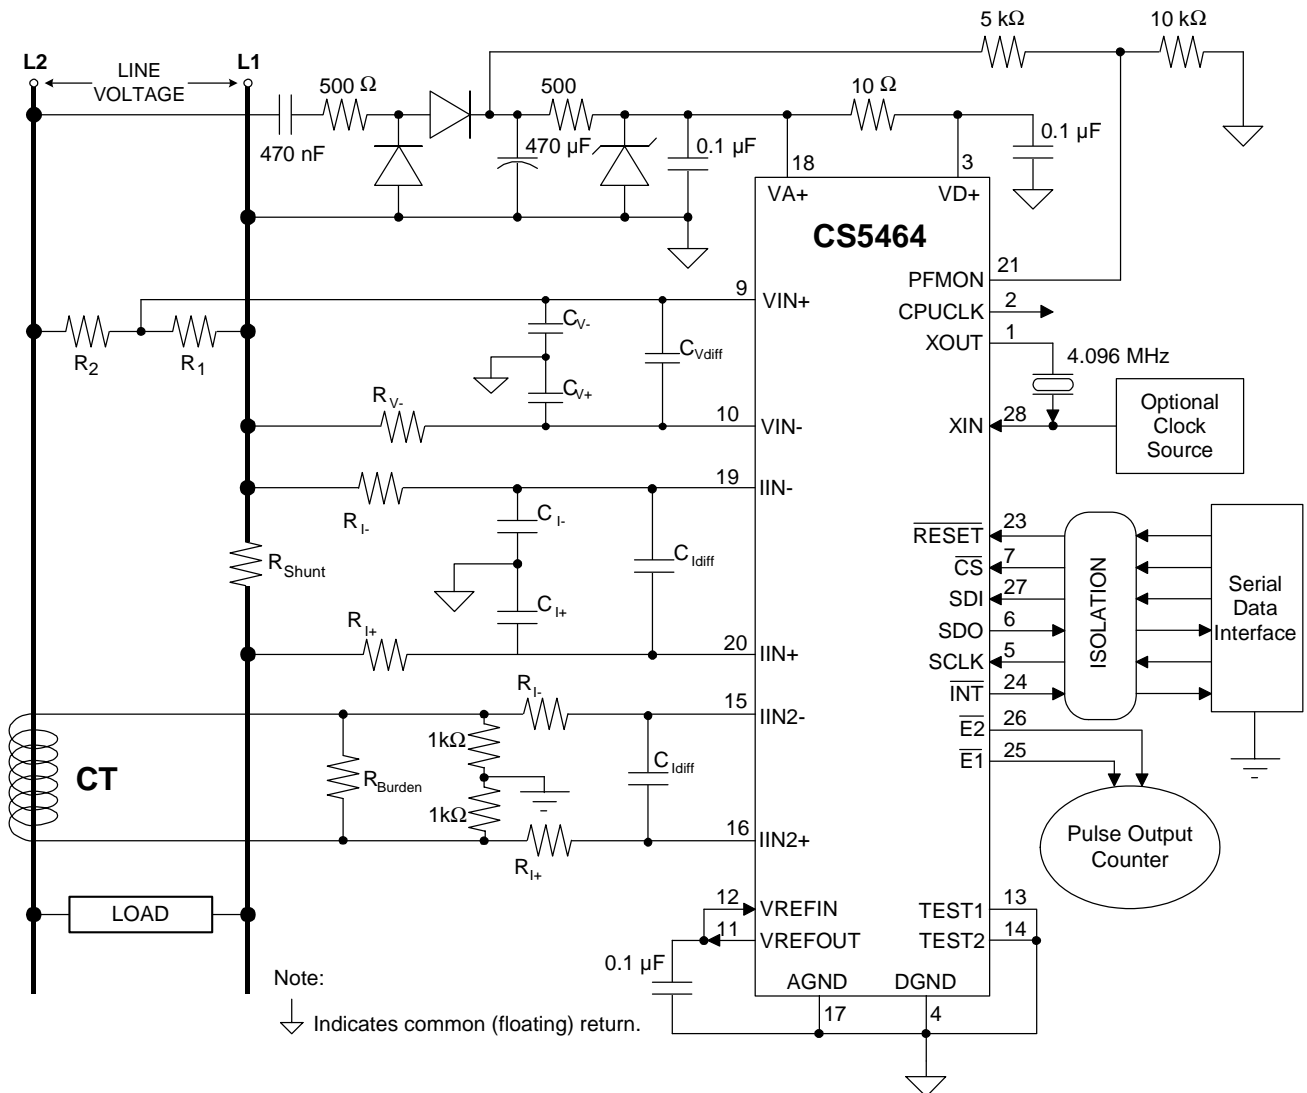 5 kΩ
10 kΩ
L2
LINE
VOLTAGE
L1
500 Ω
500
10 Ω
470 nF
470 µF
0.1 µF
0.1 µF
18
3
VA+
VD+
CS5464
21
PFMON
2
CPUCLK
1
XOUT
4.096 MHz
28
XIN
Optional
Clock
Source
9
VIN+
CV-
CVdiff
CV+
R2
R1
RV-
10
VIN-
19
IIN-
RI-
CI-
RShunt
CIdiff
CI+
RI+
20
IIN+
RESET
23
CS
7
SDI
27
SDO
6
SCLK
5
INT
24
ISOLATION
Serial
Data
Interface
E2
26
E1
25
Pulse Output
Counter
RI-
15
IIN2-
1kΩ
CT
RBurden
CIdiff
1kΩ
16
IIN2+
RI+
LOAD
12
VREFIN
11
VREFOUT
0.1 µF
TEST1
13
TEST2
14
AGND
DGND
17
4
Note:
Indicates common (floating) return.